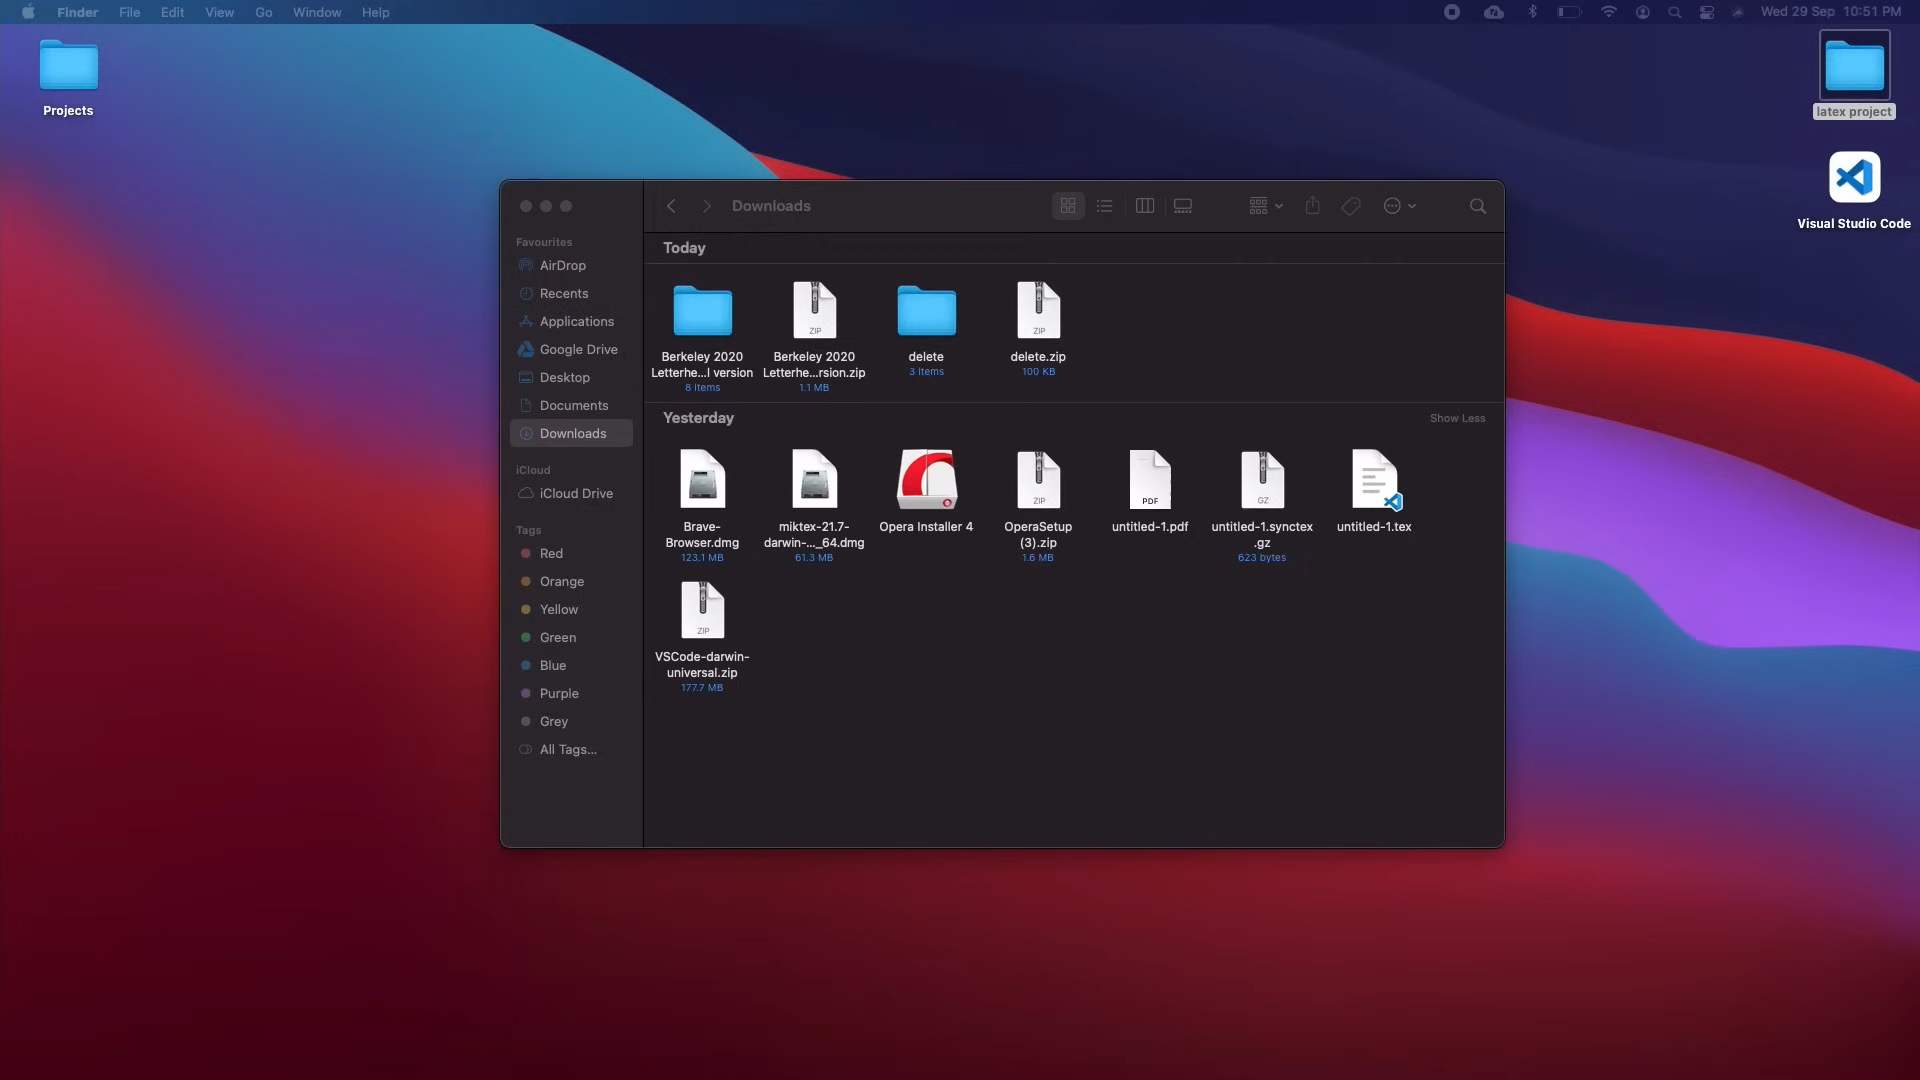 Finder File Edit View Go Window Help
Wed 29 Sep 10:51 PM
Projects
latex project
Visual Studio Code
Downloads
Favourites
AirDrop
Recents
Applications
Google Drive
Desktop
Documents
Downloads
iCloud
iCloud Drive
Tags
Red
Orange
Yellow
Green
Blue
Purple
Grey
All Tags...
Today
ZIP
ZIP
Berkeley 2020
Letterhe...l version
8 items
Berkeley 2020
Letterhe...rsion.zip
1.1 MB
delete
3 items
delete.zip
100 KB
Yesterday
Show Less
ZIP
PDF
GZ
Brave-
Browser.dmg
123.1 MB
miktex-21.7-
darwin-..._64.dmg
61.3 MB
Opera Installer 4
OperaSetup
(3).zip
1.6 MB
untitled-1.pdf
untitled-1.synctex
.gz
623 bytes
untitled-1.tex
ZIP
VSCode-darwin-
universal.zip
177.7 MB